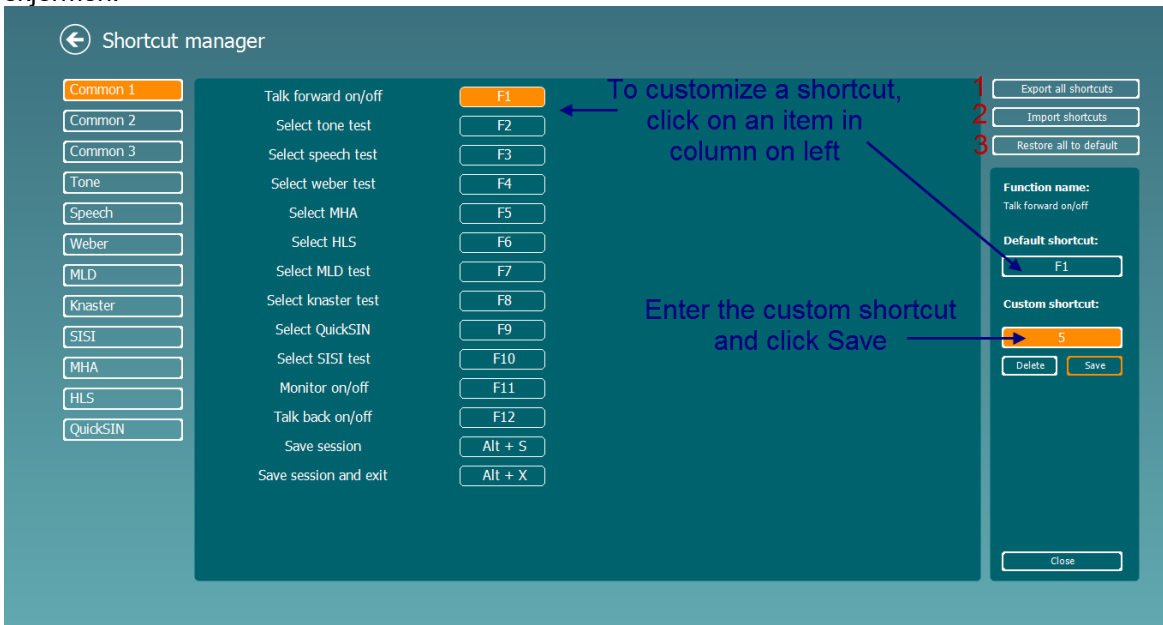 Shortcut manager
Common 1
Common 2
Common 3
Tone
Speech
Weber
MLD
Knaster
SISI
MHA
HLS
QuickSIN
Talk forward on/off F1
Select tone test F2
Select speech test F3
Select weber test F4
Select MHA F5
Select HLS F6
Select MLD test F7
Select knaster test F8
Select QuickSIN F9
Select SISI test F10
Monitor on/off F11
Talk back on/off F12
Save session Alt + S
Save session and exit Alt + X
To customize a shortcut,
click on an item in
column on left
Enter the custom shortcut
and click Save
1 Export all shortcuts
2 Import shortcuts
3 Restore all to default
Function name:
Talk forward on/off
Default shortcut:
F1
Custom shortcut:
5
Delete Save
Close